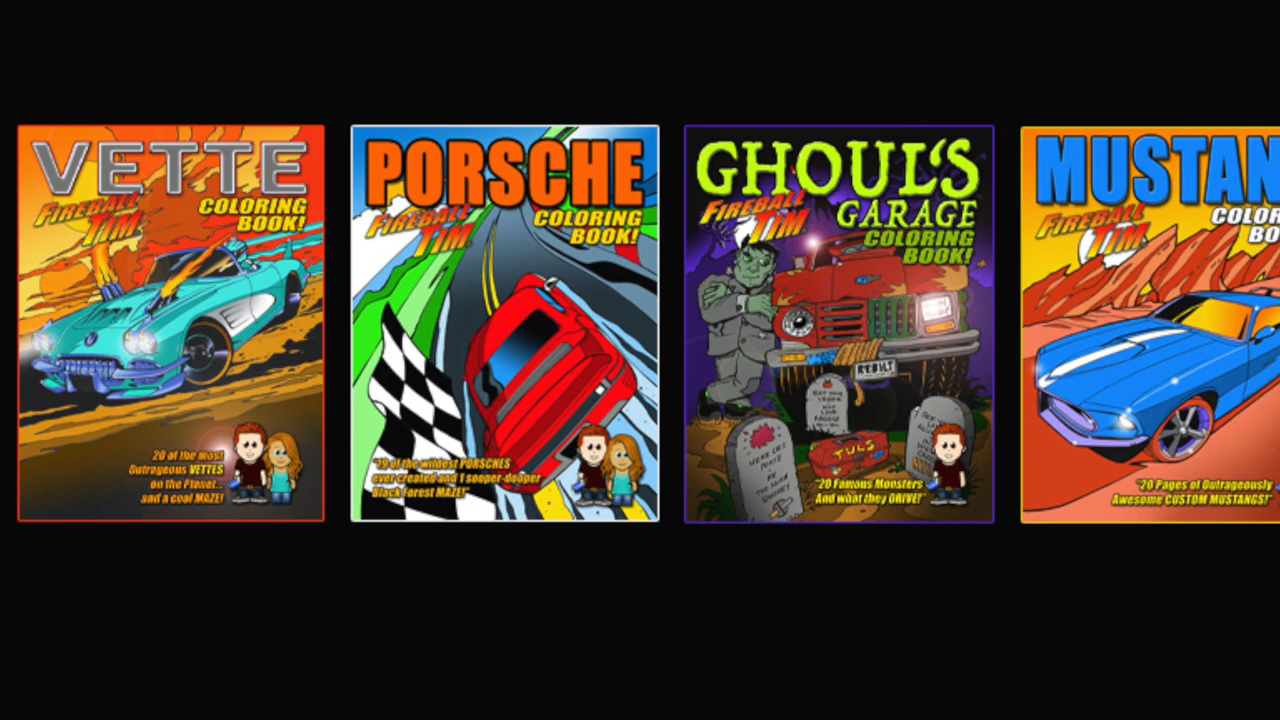 VETTE
FIREBALL
TIM
COLORING
BOOK!
20 of the most
Outrageous VETTES
on the Planet...
and a cool MAZE!
PORSCHE
FIREBALL
TIM
COLORING
BOOK!
"19 of the wildest PORSCHES
ever created and 1 sooper-dooper
Black Forest MAZE!"
GHOUL'S
GARAGE
FIREBALL
TIM
COLORING
BOOK!
REBILT
TULS
"20 Famous Monsters
And what they DRIVE!"
MUSTAN
FIREBALL
TIM
COLOR
BO
"20 Pages of Outrageously
Awesome CUSTOM MUSTANGS!"